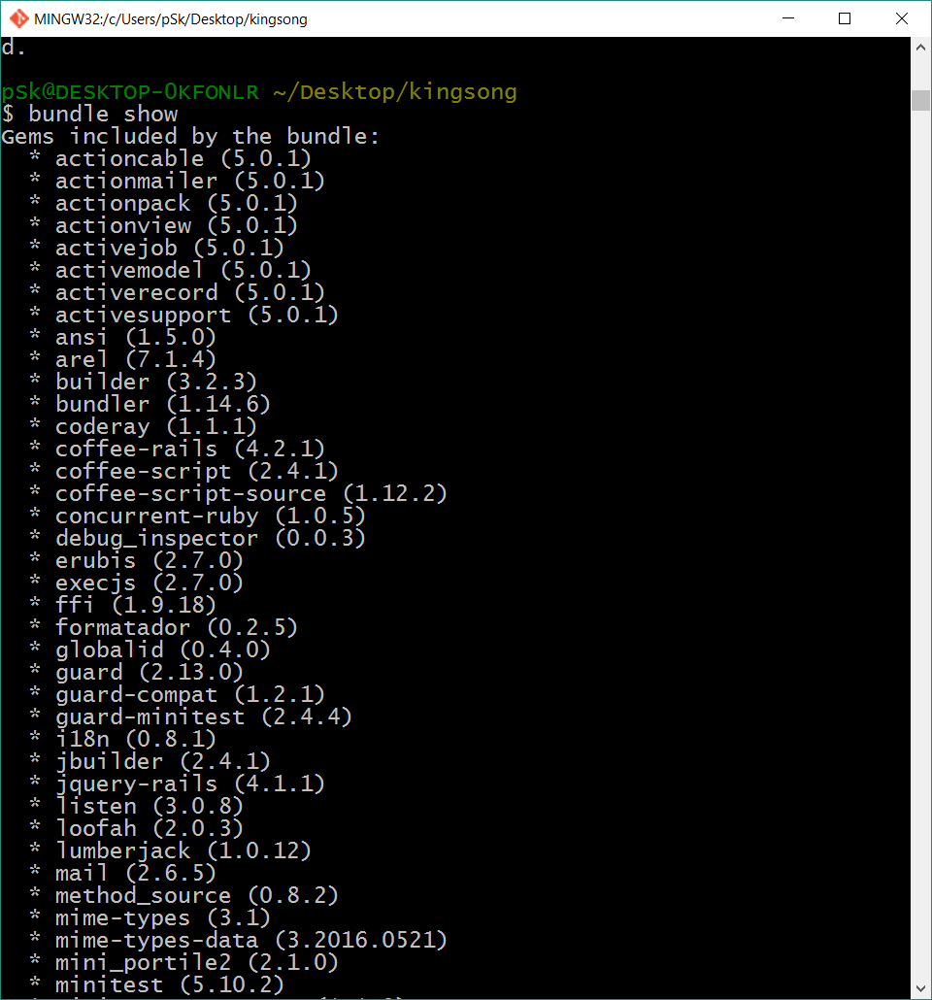 MINGW32:/c/Users/pSk/Desktop/kingsong
d.
pSk@DESKTOP-OKFONLR ~/Desktop/kingsong
$ bundle show
Gems included by the bundle:
* actioncable (5.0.1)
* actionmailer (5.0.1)
* actionpack (5.0.1)
* actionview (5.0.1)
* activejob (5.0.1)
* activemodel (5.0.1)
* activerecord (5.0.1)
* activesupport (5.0.1)
* ansi (1.5.0)
* arel (7.1.4)
* builder (3.2.3)
* bundler (1.14.6)
* coderay (1.1.1)
* coffee-rails (4.2.1)
* coffee-script (2.4.1)
* coffee-script-source (1.12.2)
* concurrent-ruby (1.0.5)
* debug_inspector (0.0.3)
* erubis (2.7.0)
* execjs (2.7.0)
* ffi (1.9.18)
* formatador (0.2.5)
* globalid (0.4.0)
* guard (2.13.0)
* guard-compat (1.2.1)
* guard-minitest (2.4.4)
* i18n (0.8.1)
* jbuilder (2.4.1)
* jquery-rails (4.1.1)
* listen (3.0.8)
* loofah (2.0.3)
* lumberjack (1.0.12)
* mail (2.6.5)
* method_source (0.8.2)
* mime-types (3.1)
* mime-types-data (3.2016.0521)
* mini_portile2 (2.1.0)
* minitest (5.10.2)